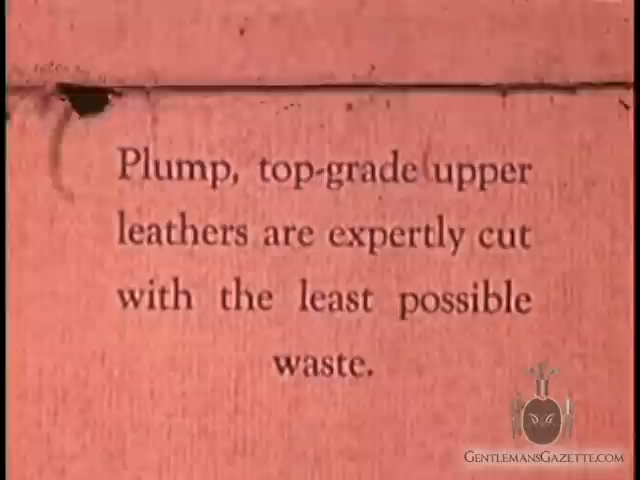 Plump, top-grade upper
leathers are expertly cut
with the least possible
waste.
GENTLEMANSGAZETTE.COM